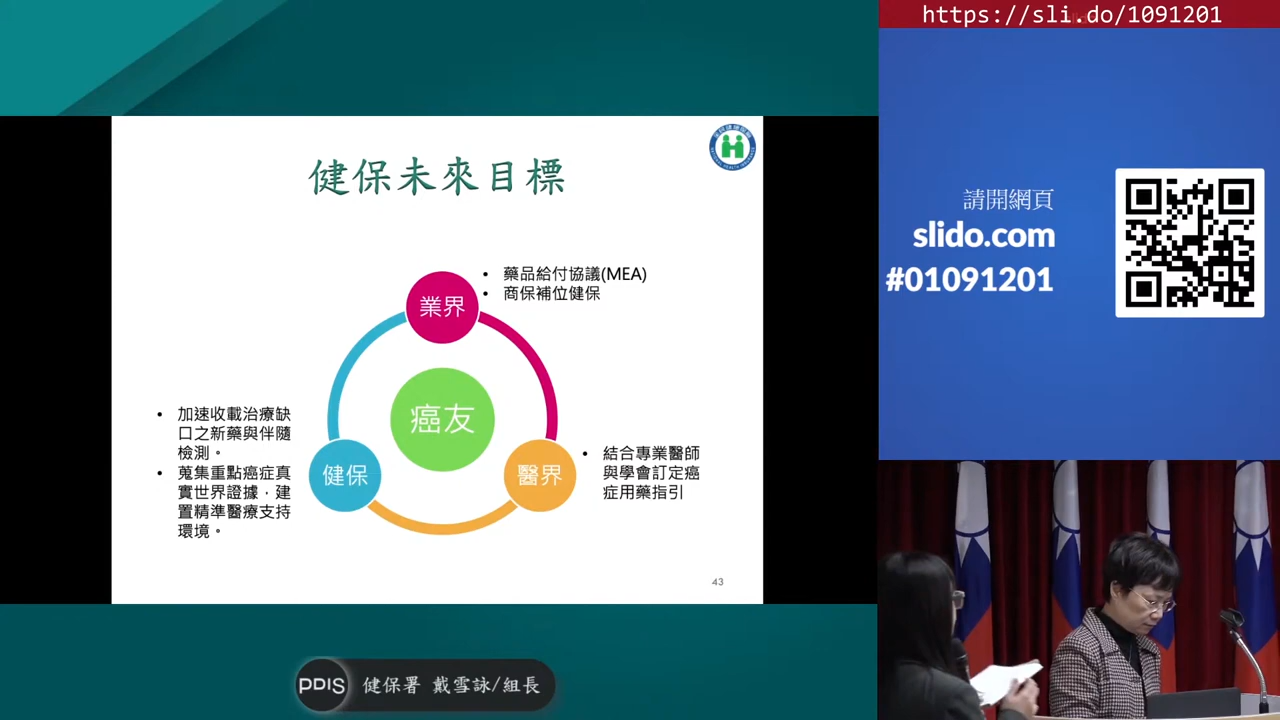 https://sli.do/1091201
健保未來目標
業界
藥品給付協議(MEA)
商保補位健保
癌友
健保
加速收載治療缺
口之新藥與伴隨
檢測。
蒐集重點癌症真
實世界證據，建
置精準醫療支持
環境。
醫界
結合專業醫師
與學會訂定癌
症用藥指引
43
請開網頁
slido.com
#01091201
PDIS 健保署 戴雪詠/組長